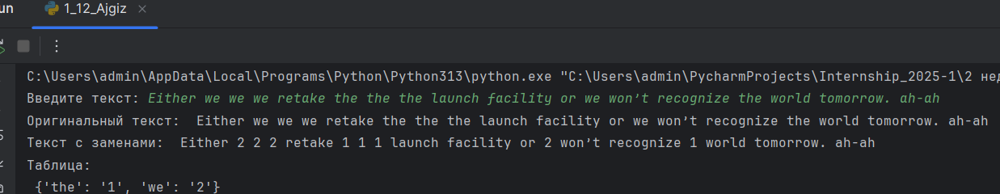 un 1_12_Ajgiz ×
C:\Users\admin\AppData\Local\Programs\Python\Python313\python.exe "C:\Users\admin\PycharmProjects\Internship_2025-1\2 нед
Введите текст: Either we we we retake the the the launch facility or we won’t recognize the world tomorrow. ah-ah
Оригинальный текст:  Either we we we retake the the the launch facility or we won’t recognize the world tomorrow. ah-ah
Текст с заменами:  Either 2 2 2 retake 1 1 1 launch facility or 2 won’t recognize 1 world tomorrow. ah-ah
Таблица:
 {'the': '1', 'we': '2'}